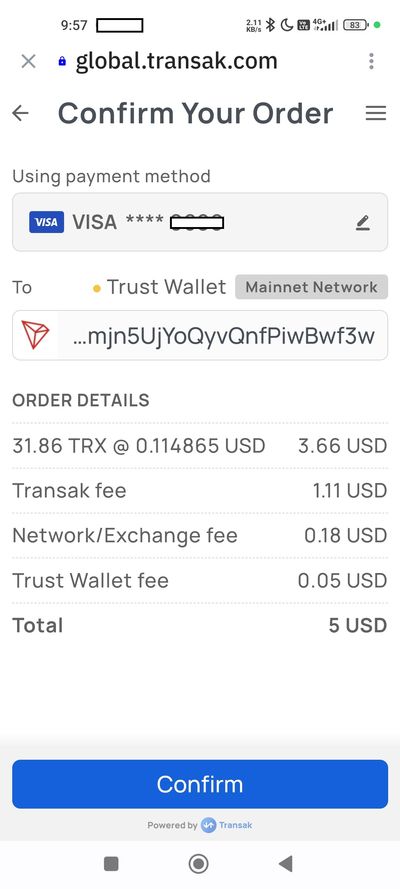 9:57
2.11 KB/s 4G+ 83
global.transak.com
Confirm Your Order
Using payment method
VISA VISA ****
To Trust Wallet Mainnet Network
...mjn5UjYoQyvQnfPiwBwf3w
ORDER DETAILS
31.86 TRX @ 0.114865 USD 3.66 USD
Transak fee 1.11 USD
Network/Exchange fee 0.18 USD
Trust Wallet fee 0.05 USD
Total 5 USD
Confirm
Powered by Transak